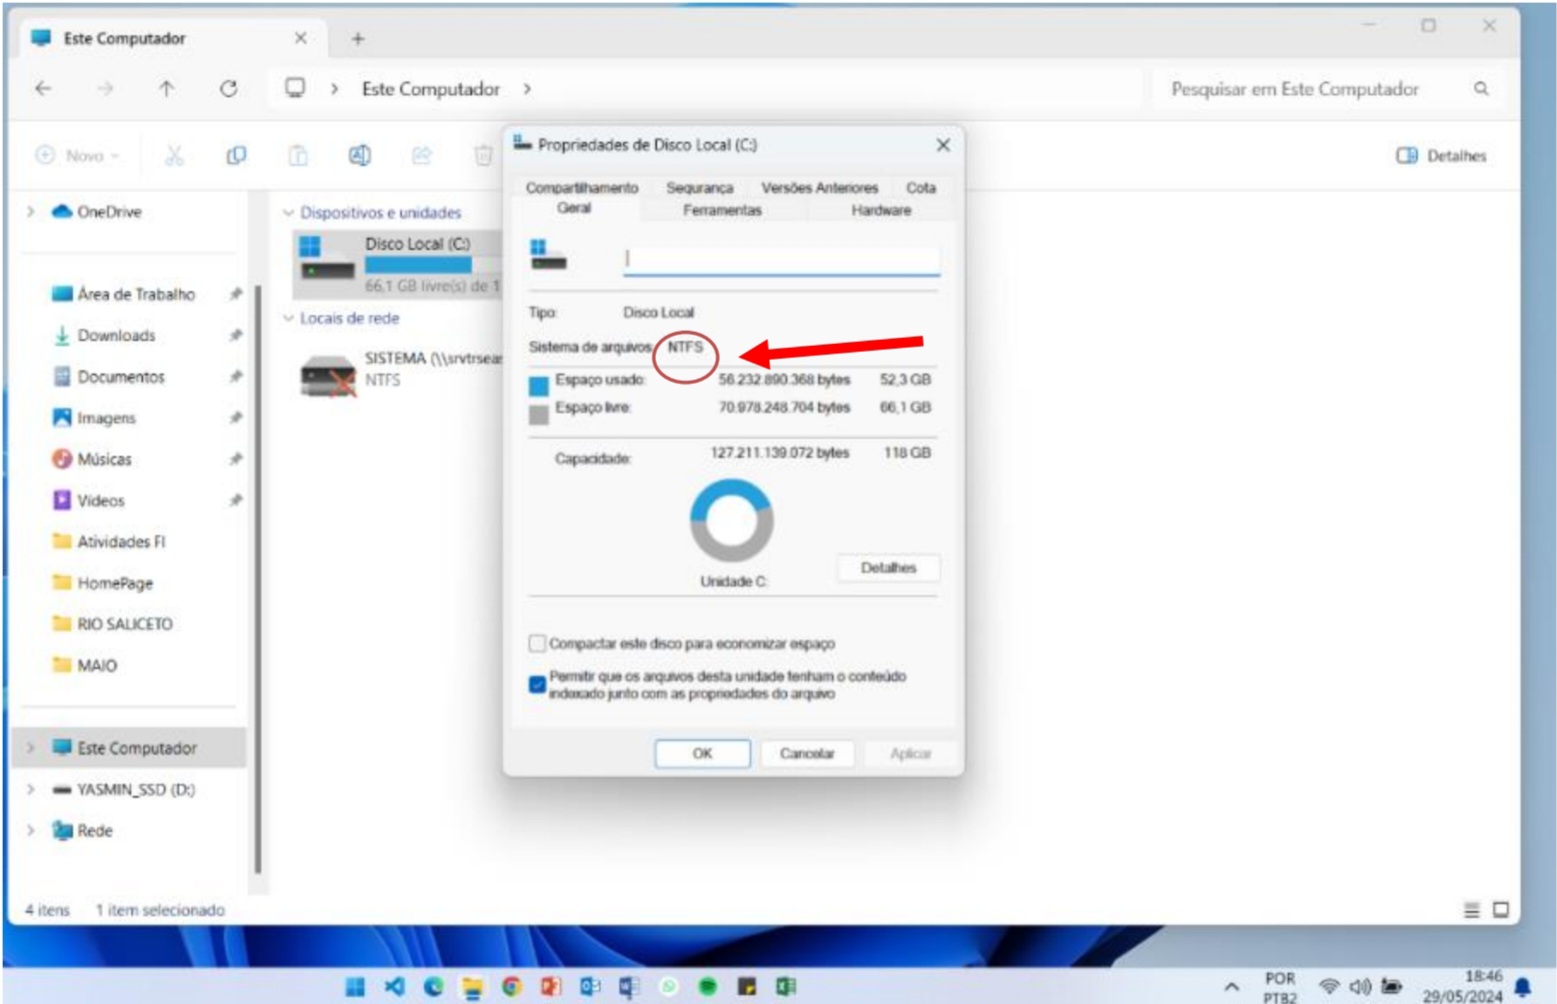 Este Computador
Este Computador
Pesquisar em Este Computador
Novo
Detalhes
OneDrive
Área de Trabalho
Downloads
Documentos
Imagens
Músicas
Vídeos
Atividades FI
HomePage
RIO SALICETO
MAIO
Este Computador
YASMIN_SSD (D:)
Rede
4 itens 1 item selecionado
Dispositivos e unidades
Disco Local (C:)
66,1 GB livre(s) de 1
Locais de rede
SISTEMA (\\srvtrseas
NTFS
Propriedades de Disco Local (C:)
Compartilhamento Segurança Versões Anteriores Cota
Geral Ferramentas Hardware
Tipo: Disco Local
Sistema de arquivos: NTFS
Espaço usado: 56.232.890.368 bytes 52,3 GB
Espaço livre: 70.978.248.704 bytes 66,1 GB
Capacidade: 127.211.139.072 bytes 118 GB
Unidade C:
Detalhes
Compactar este disco para economizar espaço
Permitir que os arquivos desta unidade tenham o conteúdo
indexado junto com as propriedades do arquivo
OK Cancelar Aplicar
POR
PTB2
18:46
29/05/2024